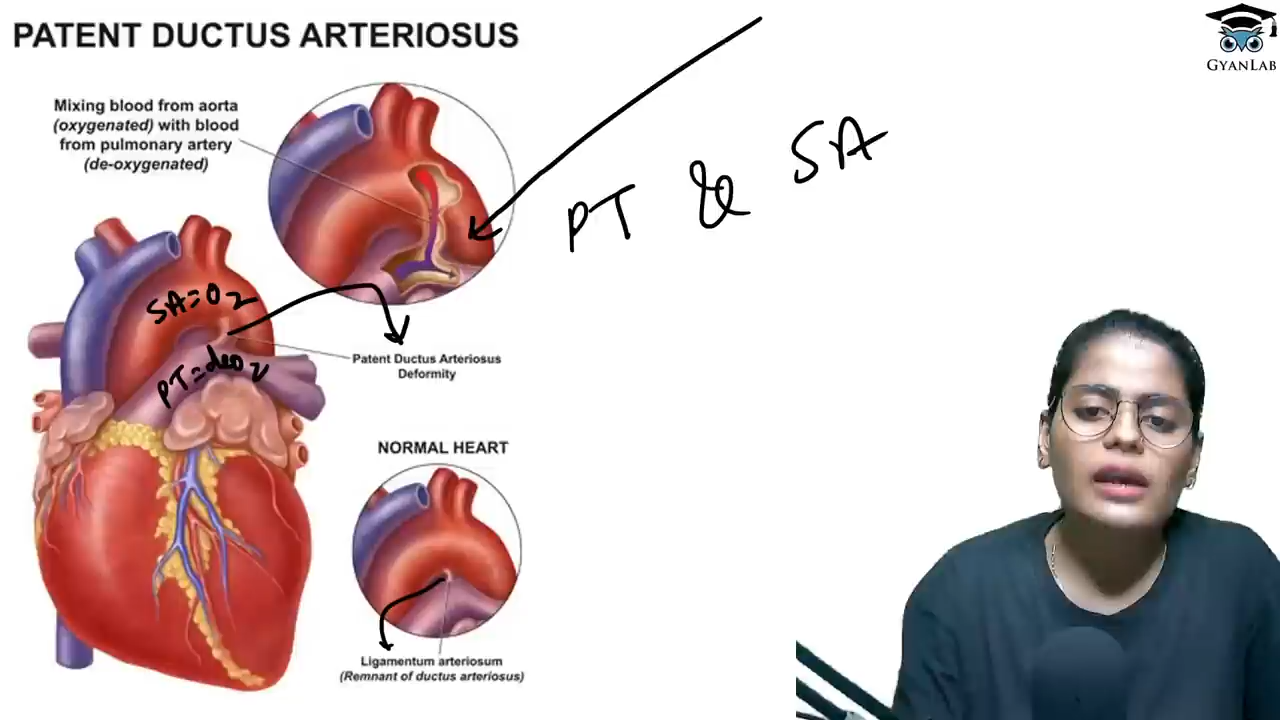 PATENT DUCTUS ARTERIOSUS
GYANLAB
Mixing blood from aorta
(oxygenated) with blood
from pulmonary artery
(de-oxygenated)
PT & SA
SA=O2
PT=deo2
Patent Ductus Arteriosus
Deformity
NORMAL HEART
Ligamentum arteriosum
(Remnant of ductus arteriosus)